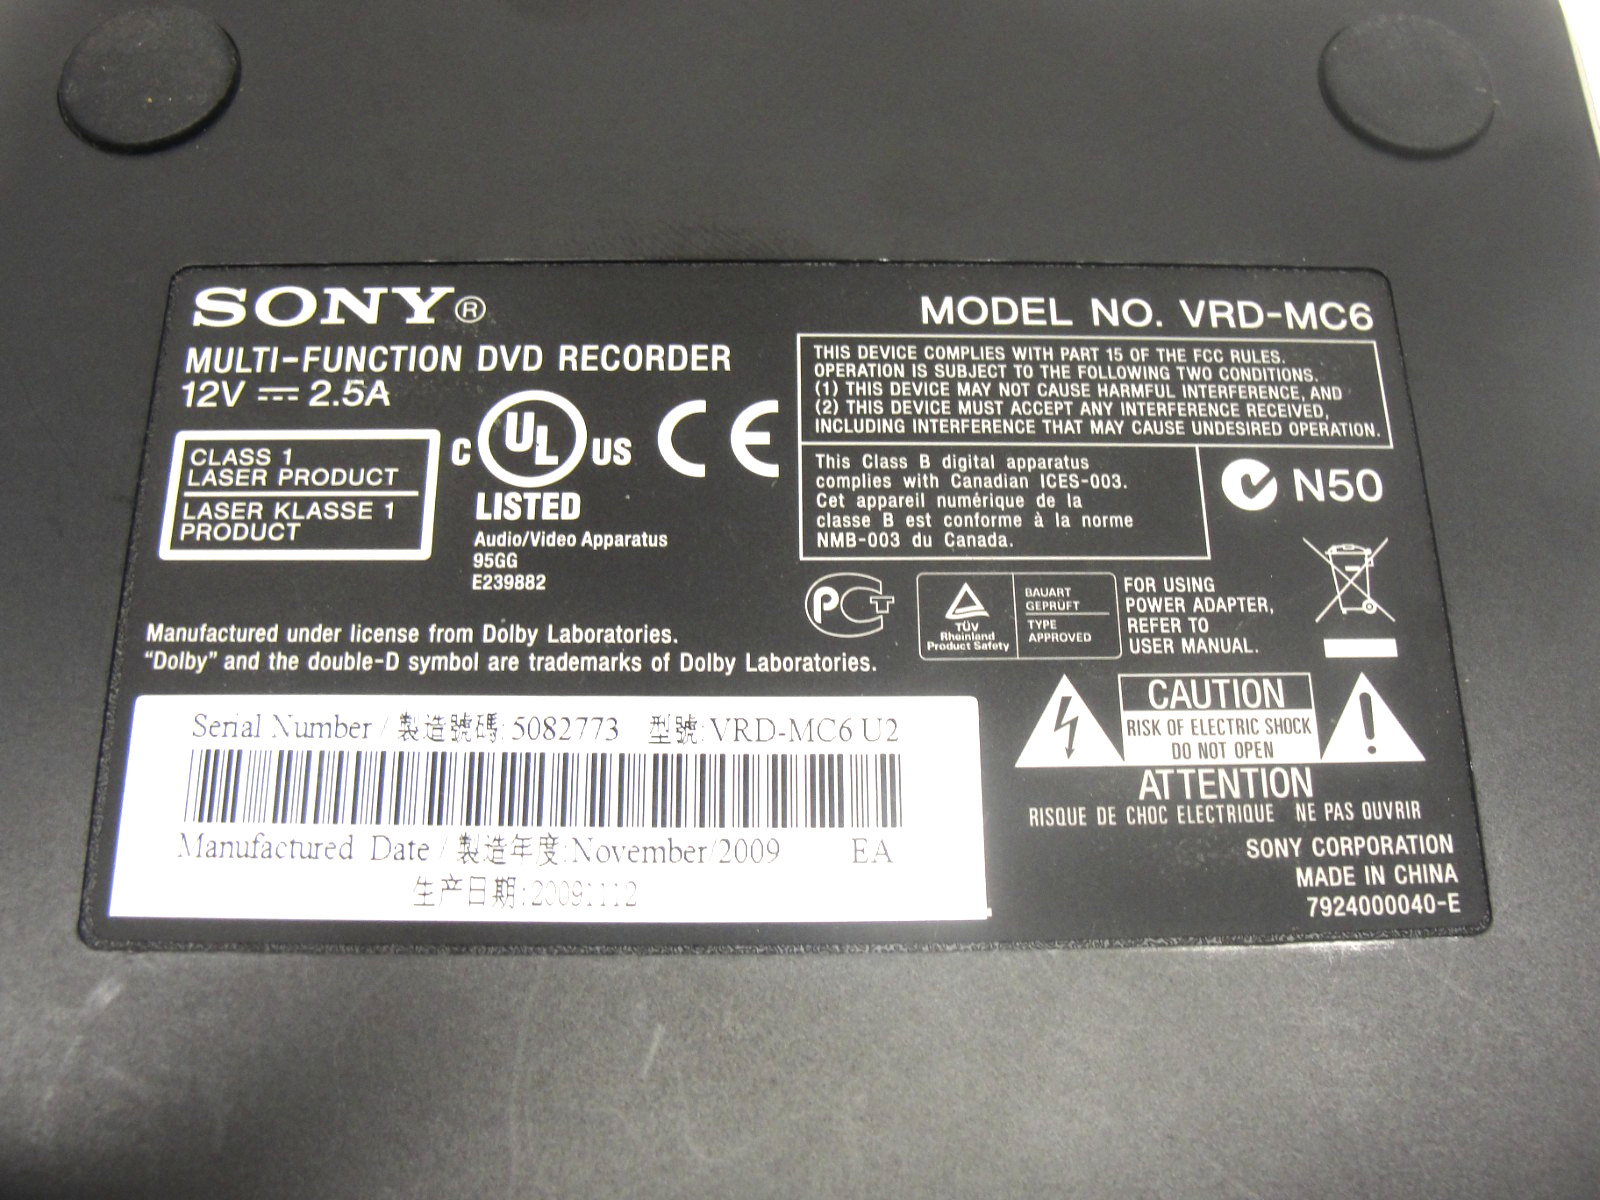 SONY®
MULTI-FUNCTION DVD RECORDER
12V ⎓ 2.5A
CLASS 1
LASER PRODUCT
LASER KLASSE 1
PRODUCT
C UL US
LISTED
Audio/Video Apparatus
95GG
E239882
CE
Manufactured under license from Dolby Laboratories.
"Dolby" and the double-D symbol are trademarks of Dolby Laboratories.
MODEL NO. VRD-MC6
THIS DEVICE COMPLIES WITH PART 15 OF THE FCC RULES.
OPERATION IS SUBJECT TO THE FOLLOWING TWO CONDITIONS.
(1) THIS DEVICE MAY NOT CAUSE HARMFUL INTERFERENCE, AND
(2) THIS DEVICE MUST ACCEPT ANY INTERFERENCE RECEIVED,
INCLUDING INTERFERENCE THAT MAY CAUSE UNDESIRED OPERATION.
This Class B digital apparatus
complies with Canadian ICES-003.
Cet appareil numérique de la
classe B est conforme à la norme
NMB-003 du Canada.
N50
PCT
TÜV
Rheinland
Product Safety
BAUART
GEPRÜFT
TYPE
APPROVED
FOR USING
POWER ADAPTER,
REFER TO
USER MANUAL.
CAUTION
RISK OF ELECTRIC SHOCK
DO NOT OPEN
ATTENTION
RISQUE DE CHOC ELECTRIQUE NE PAS OUVRIR
SONY CORPORATION
MADE IN CHINA
7924000040-E
Serial Number / 製造號碼: 5082773 型號: VRD-MC6 U2
Manufactured Date / 製造年度: November/2009 EA
生产日期: 20091112